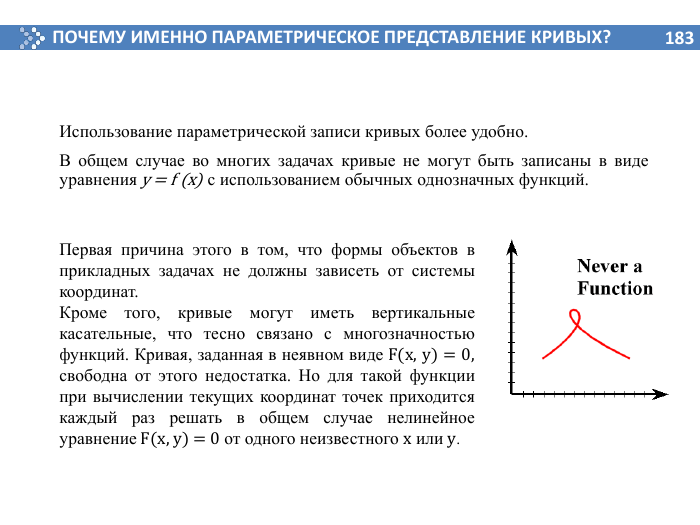 ПОЧЕМУ ИМЕННО ПАРАМЕТРИЧЕСКОЕ ПРЕДСТАВЛЕНИЕ КРИВЫХ? 183
Использование параметрической записи кривых более удобно.
В общем случае во многих задачах кривые не могут быть записаны в виде
уравнения y = f (x) с использованием обычных однозначных функций.
Первая причина этого в том, что формы объектов в
прикладных задачах не должны зависеть от системы
координат.
Кроме того, кривые могут иметь вертикальные
касательные, что тесно связано с многозначностью
функций. Кривая, заданная в неявном виде F(x, y) = 0,
свободна от этого недостатка. Но для такой функции
при вычислении текущих координат точек приходится
каждый раз решать в общем случае нелинейное
уравнение F(x, y) = 0 от одного неизвестного x или y.
Never a
Function